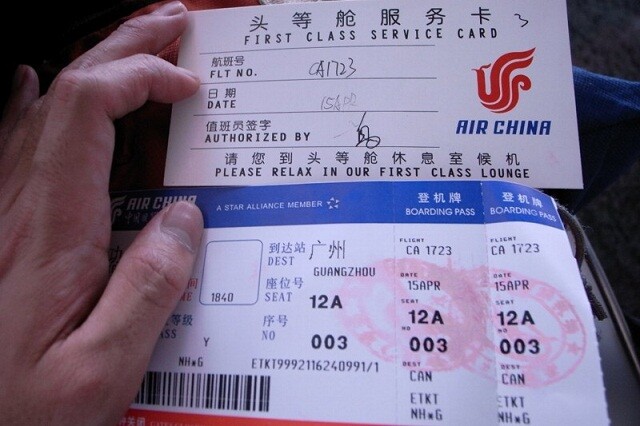 头等舱服务卡 3
FIRST CLASS SERVICE CARD
航班号
FLT NO. CA1723
日期
DATE 15APR
值班员签字
AUTHORIZED BY
AIR CHINA
请您到头等舱休息室候机
PLEASE RELAX IN OUR FIRST CLASS LOUNGE
AIR CHINA
A STAR ALLIANCE MEMBER
登机牌
BOARDING PASS
登机牌
BOARDING PASS
到达站 广州
DEST GUANGZHOU
1840
座位号
SEAT 12A
序号
NO 003
Y
NH*G
ETKT9992116240991/1
FLIGHT
CA 1723
DATE
15APR
SEAT
12A
NO
003
DEST
CAN
ETKT
NH*G
FLIGHT
CA 1723
DATE
15APR
SEAT
12A
NO
003
DEST
CAN
ETKT
NH*G